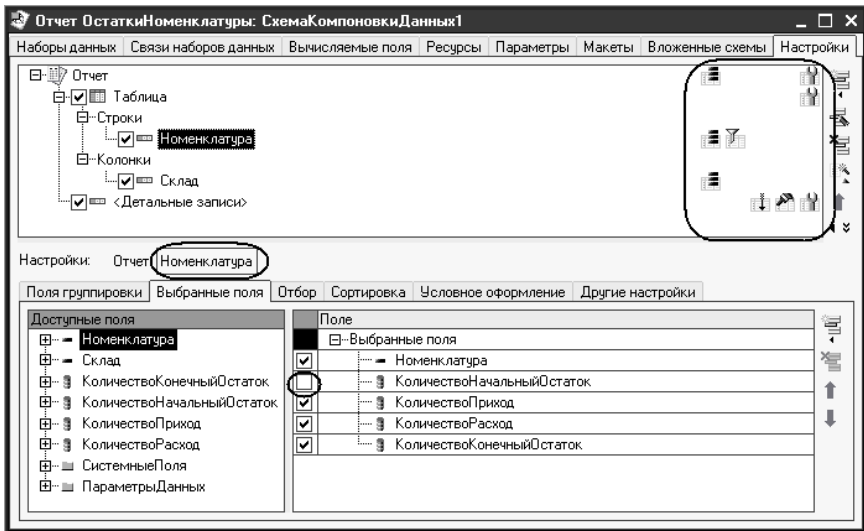 Отчет ОстаткиНоменклатуры: СхемаКомпоновкиДанных1
Наборы данных Связи наборов данных Вычисляемые поля Ресурсы Параметры Макеты Вложенные схемы Настройки
Отчет
Таблица
Строки
Номенклатура
Колонки
Склад
<Детальные записи>
Настройки: Отчет Номенклатура
Поля группировки Выбранные поля Отбор Сортировка Условное оформление Другие настройки
Доступные поля
Номенклатура
Склад
КоличествоКонечныйОстаток
КоличествоНачальныйОстаток
КоличествоПриход
КоличествоРасход
СистемныеПоля
ПараметрыДанных
Поле
Выбранные поля
Номенклатура
КоличествоНачальныйОстаток
КоличествоПриход
КоличествоРасход
КоличествоКонечныйОстаток